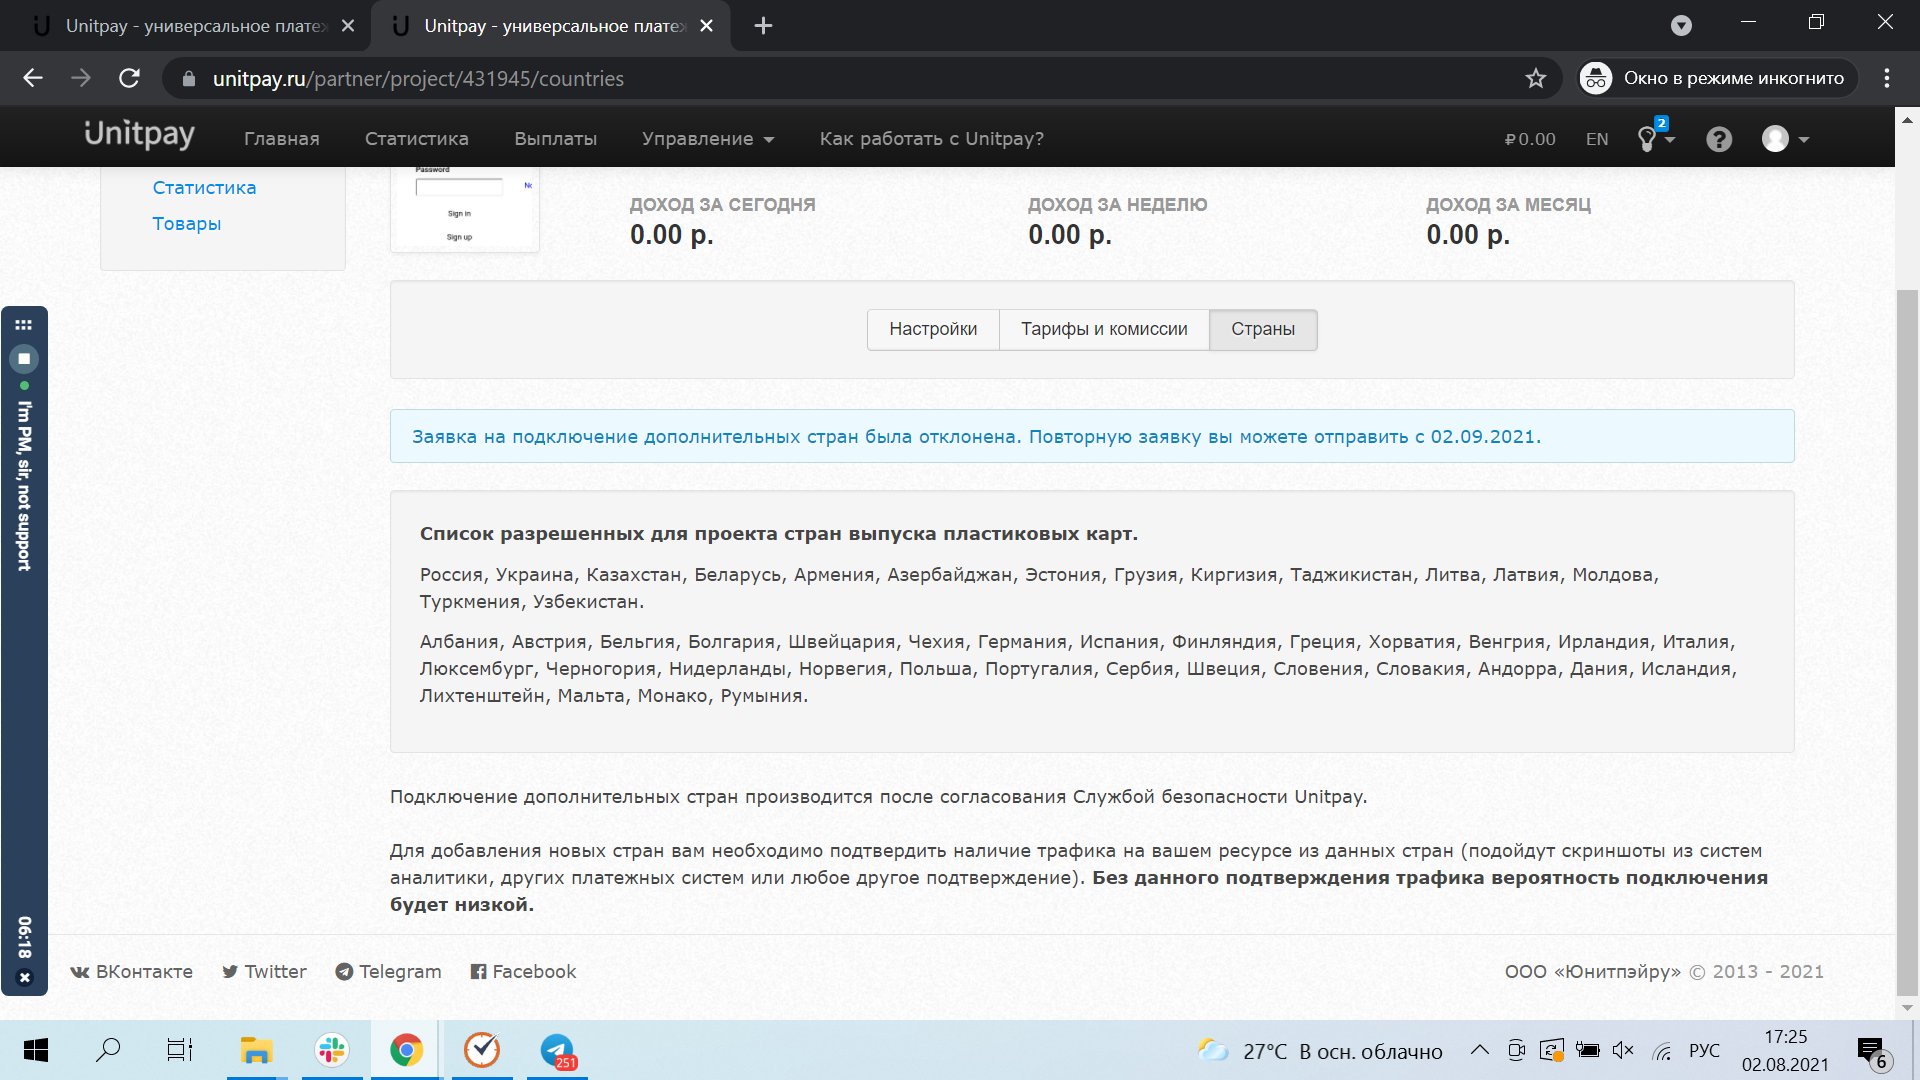 Unitpay - универсальное плате
Unitpay - универсальное плате
unitpay.ru/partner/project/431945/countries
Окно в режиме инкогнито
Unitpay
Главная
Статистика
Выплаты
Управление
Как работать с Unitpay?
₽0.00
EN
2
?
Статистика
Товары
Password
Sign in
Sign up
ДОХОД ЗА СЕГОДНЯ
0.00 р.
ДОХОД ЗА НЕДЕЛЮ
0.00 р.
ДОХОД ЗА МЕСЯЦ
0.00 р.
Настройки
Тарифы и комиссии
Страны
Заявка на подключение дополнительных стран была отклонена. Повторную заявку вы можете отправить с 02.09.2021.
Список разрешенных для проекта стран выпуска пластиковых карт.
Россия, Украина, Казахстан, Беларусь, Армения, Азербайджан, Эстония, Грузия, Киргизия, Таджикистан, Литва, Латвия, Молдова,
Туркмения, Узбекистан.
Албания, Австрия, Бельгия, Болгария, Швейцария, Чехия, Германия, Испания, Финляндия, Греция, Хорватия, Венгрия, Ирландия, Италия,
Люксембург, Черногория, Нидерланды, Норвегия, Польша, Португалия, Сербия, Швеция, Словения, Словакия, Андорра, Дания, Исландия,
Лихтенштейн, Мальта, Монако, Румыния.
Подключение дополнительных стран производится после согласования Службой безопасности Unitpay.
Для добавления новых стран вам необходимо подтвердить наличие трафика на вашем ресурсе из данных стран (подойдут скриншоты из систем
аналитики, других платежных систем или любое другое подтверждение). Без данного подтверждения трафика вероятность подключения
будет низкой.
I'm PM, sir, not support
06:18
ВКонтакте
Twitter
Telegram
Facebook
ООО «Юнитпэйру» © 2013 - 2021
251
27°C В осн. облачно
РУС
17:25
02.08.2021
6